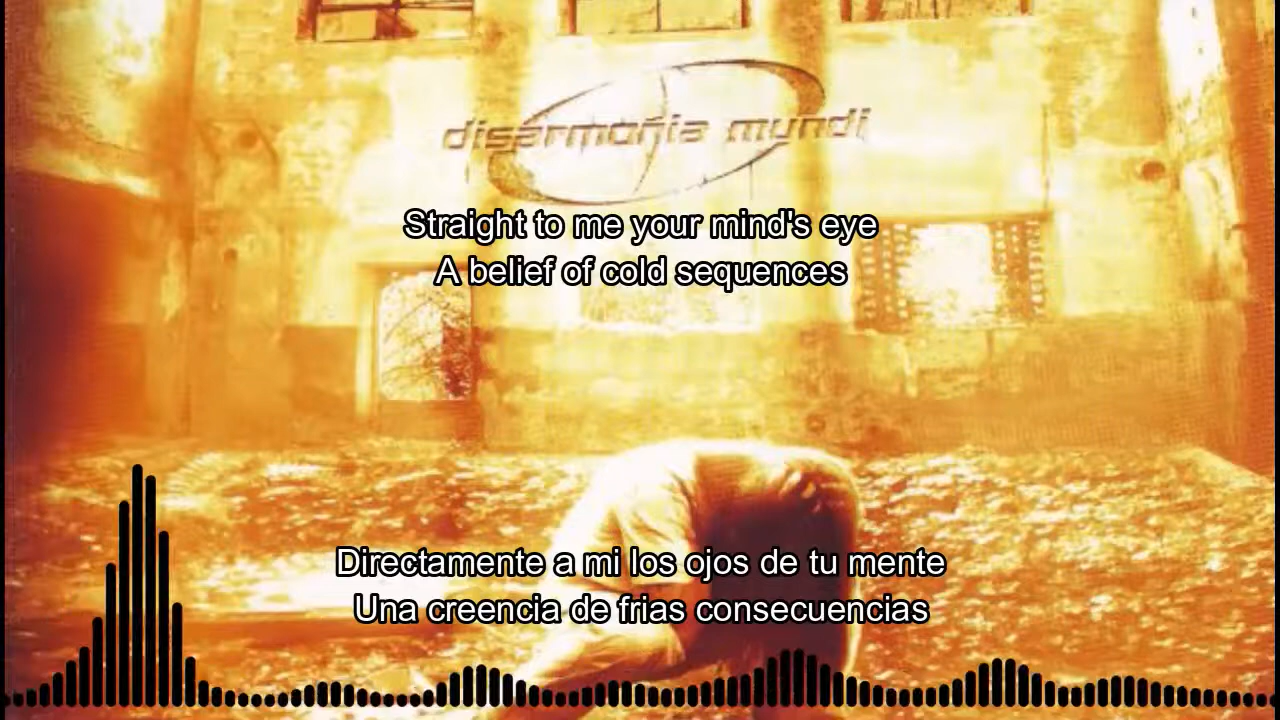 disarmonia mundi
Straight to me your mind's eye
A belief of cold sequences
Directamente a mi los ojos de tu mente
Una creencia de frias consecuencias